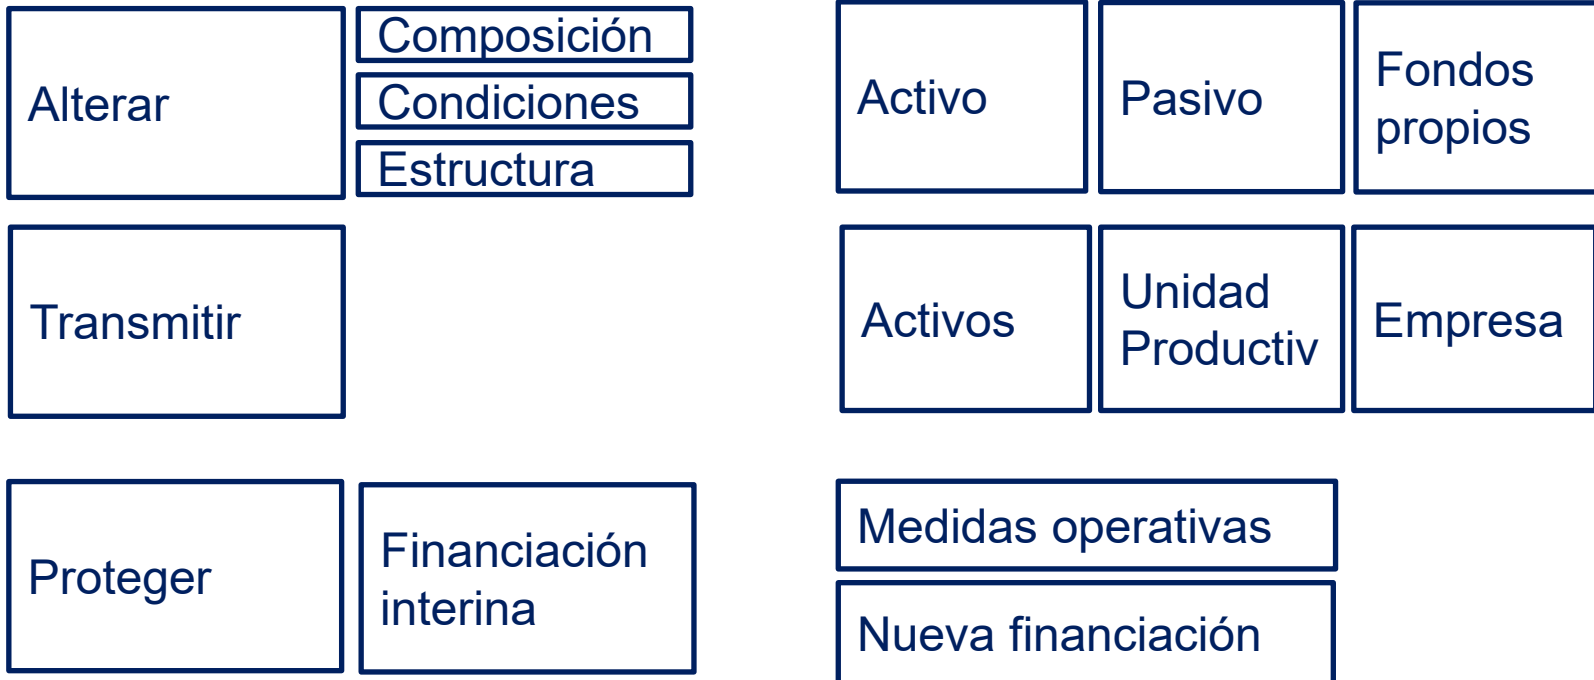 Alterar
Composición
Condiciones
Estructura
Activo
Pasivo
Fondos
propios
Transmitir
Activos
Unidad
Productiv
Empresa
Proteger
Financiación
interina
Medidas operativas
Nueva financiación